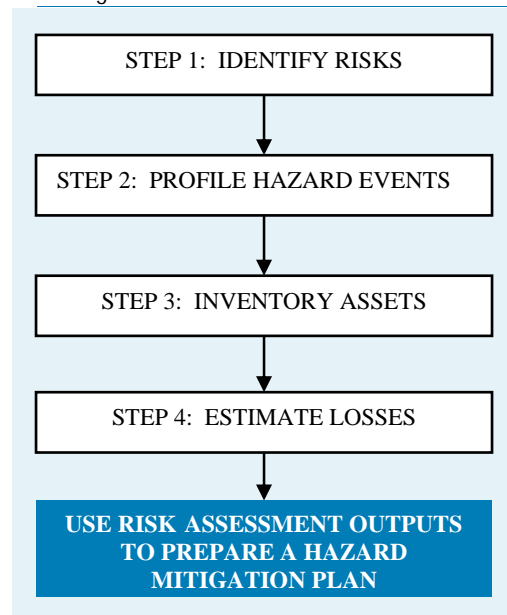 STEP 1: IDENTIFY RISKS
STEP 2: PROFILE HAZARD EVENTS
STEP 3: INVENTORY ASSETS
STEP 4: ESTIMATE LOSSES
USE RISK ASSESSMENT OUTPUTS
TO PREPARE A HAZARD
MITIGATION PLAN